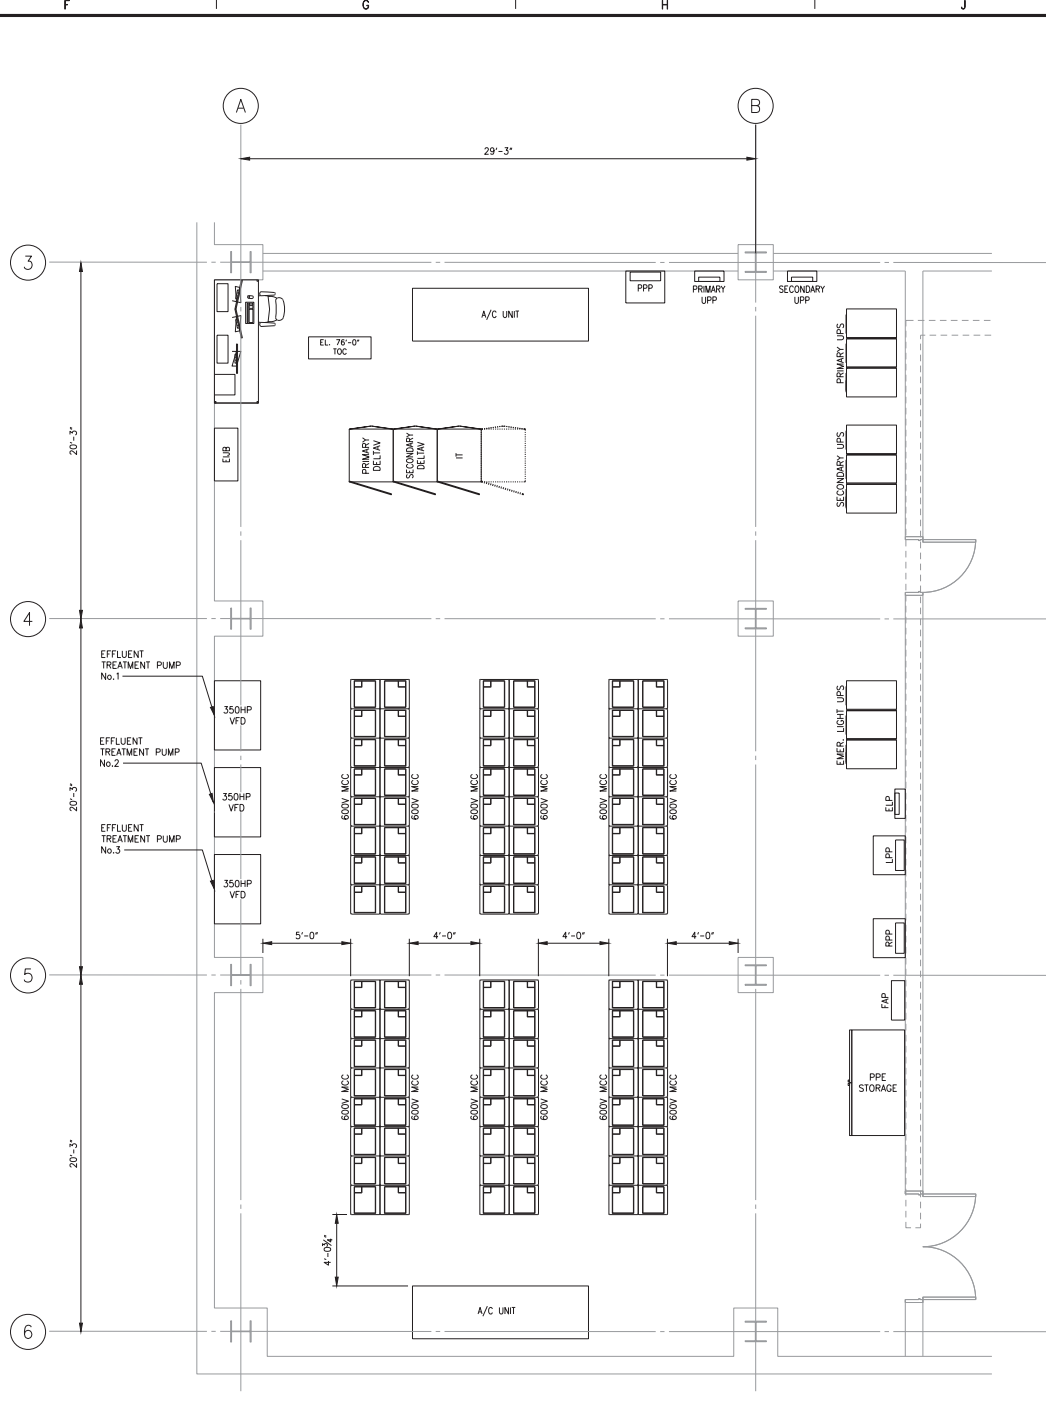 F
G
H
J
A
B
29'-3"
3
PPP
PRIMARY
UPP
SECONDARY
UPP
A/C UNIT
EL. 76'-0"
TOC
PRIMARY UPS
20'-3"
EWB
PRIMARY
DELTAV
SECONDARY
DELTAV
IT
SECONDARY UPS
4
EFFLUENT
TREATMENT PUMP
No.1
350HP
VFD
EMER. LIGHT UPS
EFFLUENT
TREATMENT PUMP
No.2
350HP
VFD
20'-3"
600V MCC
600V MCC
600V MCC
600V MCC
600V MCC
600V MCC
ELP
EFFLUENT
TREATMENT PUMP
No.3
350HP
VFD
LPP
RPP
5'-0"
4'-0"
4'-0"
4'-0"
5
FAP
PPE
STORAGE
600V MCC
600V MCC
600V MCC
600V MCC
600V MCC
600V MCC
20'-3"
4'-0¾"
A/C UNIT
6